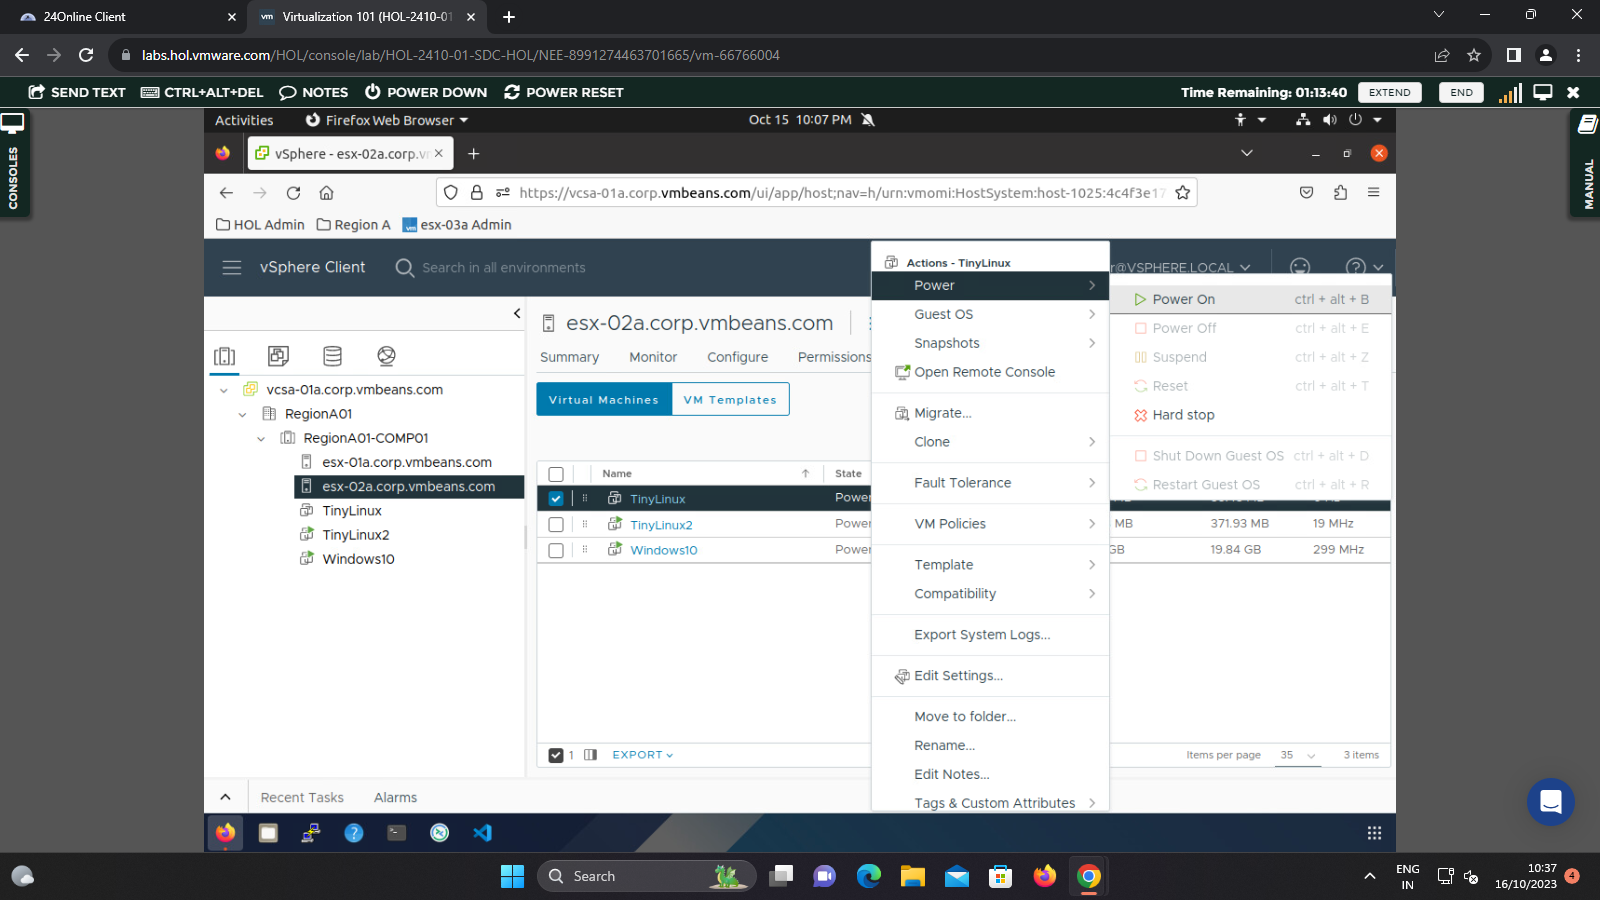 24Online Client
Virtualization 101 (HOL-2410-01
labs.hol.vmware.com/HOL/console/lab/HOL-2410-01-SDC-HOL/NEE-8991274463701665/vm-66766004
SEND TEXT CTRL+ALT+DEL NOTES POWER DOWN POWER RESET
Time Remaining: 01:13:40 EXTEND END
CONSOLES
MANUAL
Activities Firefox Web Browser Oct 15 10:07 PM
vSphere - esx-02a.corp.v
https://vcsa-01a.corp.vmbeans.com/ui/app/host;nav=h/urn:vmomi:HostSystem:host-1025:4c4f3e17
HOL Admin Region A esx-03a Admin
vSphere Client Search in all environments
r@VSPHERE.LOCAL
esx-02a.corp.vmbeans.com
Summary Monitor Configure Permissions
Virtual Machines VM Templates
vcsa-01a.corp.vmbeans.com
RegionA01
RegionA01-COMP01
esx-01a.corp.vmbeans.com
esx-02a.corp.vmbeans.com
TinyLinux
TinyLinux2
Windows10
Name State
TinyLinux Powe
TinyLinux2 Powe MB 371.93 MB 19 MHz
Windows10 Powe GB 19.84 GB 299 MHz
1 EXPORT
Items per page 35 3 items
Actions - TinyLinux
Power
Guest OS
Snapshots
Open Remote Console
Migrate...
Clone
Fault Tolerance
VM Policies
Template
Compatibility
Export System Logs...
Edit Settings...
Move to folder...
Rename...
Edit Notes...
Tags & Custom Attributes
Power On ctrl + alt + B
Power Off ctrl + alt + E
Suspend ctrl + alt + Z
Reset ctrl + alt + T
Hard stop
Shut Down Guest OS ctrl + alt + D
Restart Guest OS ctrl + alt + R
Recent Tasks Alarms
Search
ENG
IN
10:37
16/10/2023
4